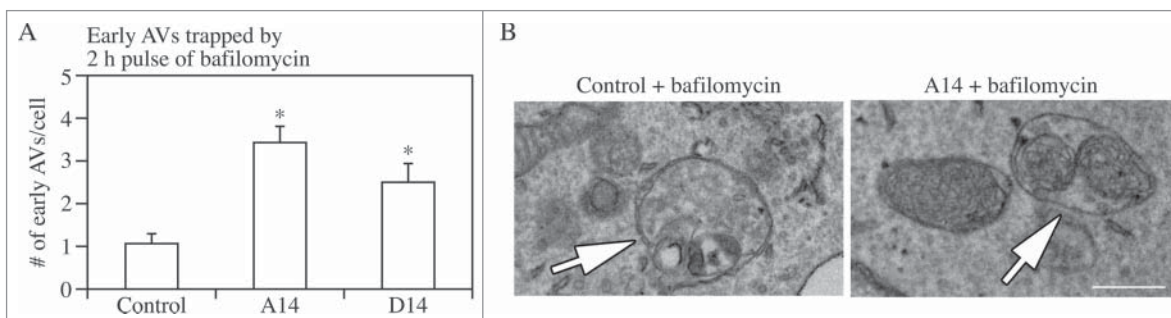 A
Early AVs trapped by
2 h pulse of bafilomycin
# of early AVs/cell
5
4
3
2
1
0
*
*
Control A14 D14
B
Control + bafilomycin
A14 + bafilomycin